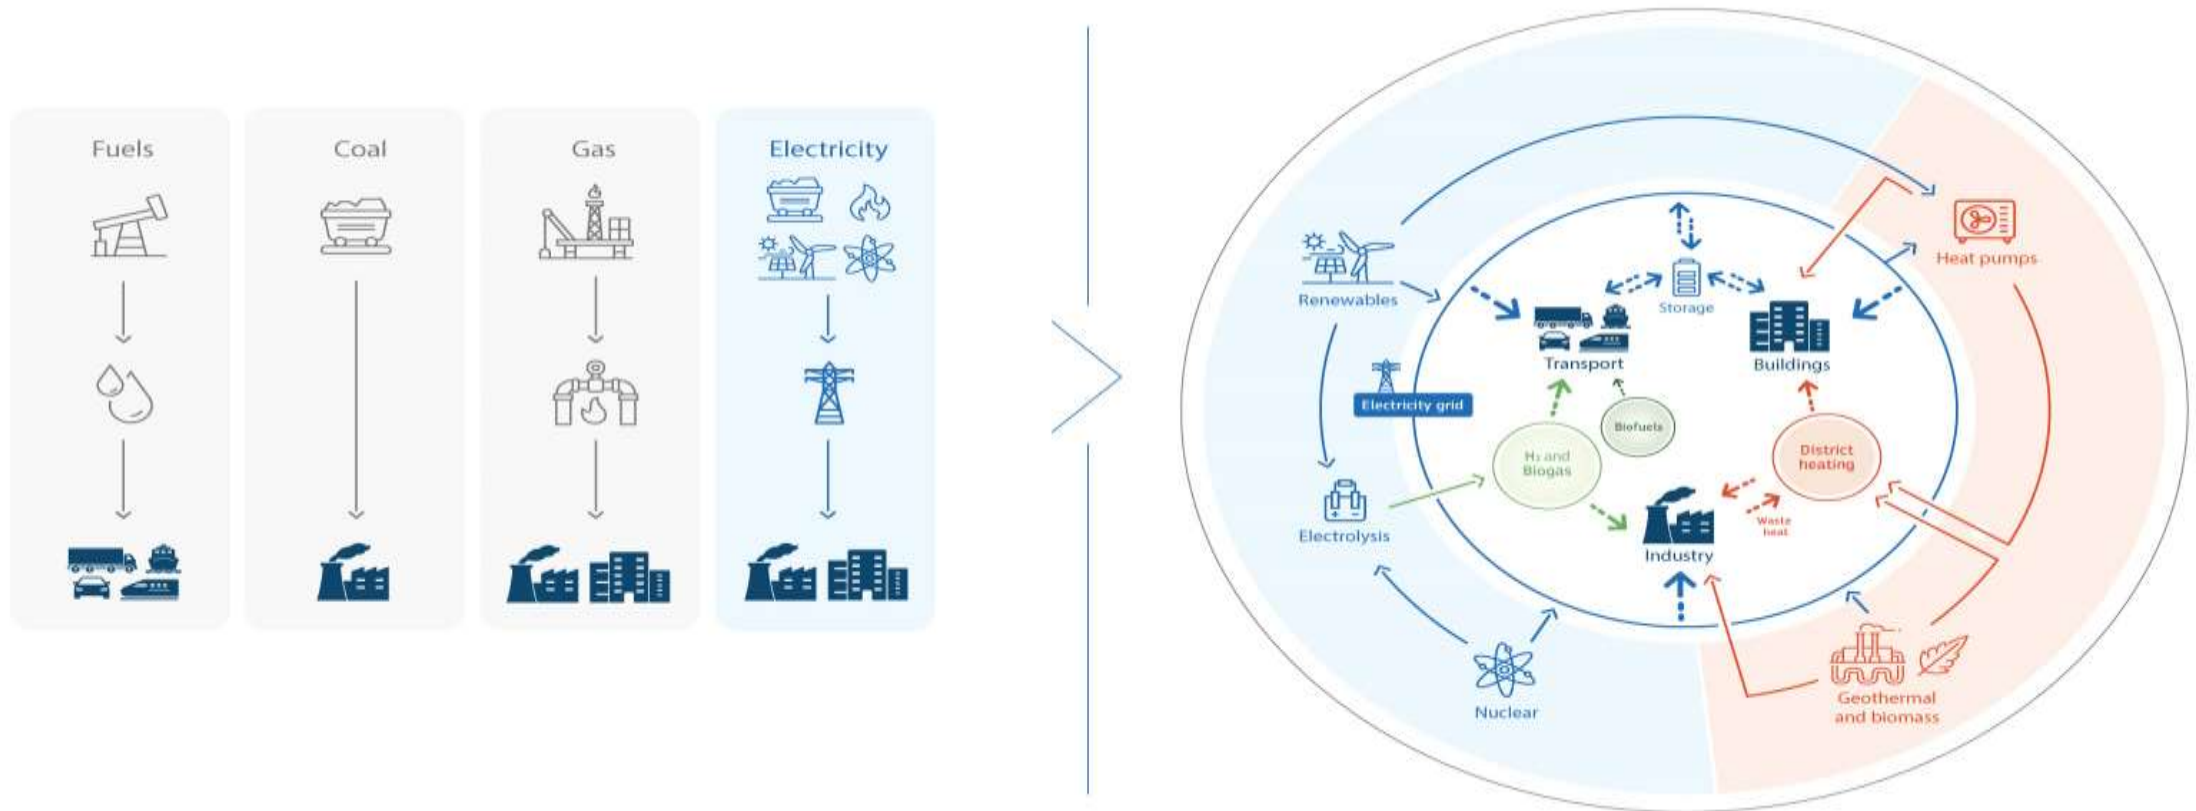 Fuels
Coal
Gas
Electricity
Heat pumps
Renewables
Storage
Transport
Buildings
Electricity grid
Biofuels
H₂ and
Biogas
District
heating
Waste
heat
Electrolysis
Industry
Nuclear
Geothermal
and biomass